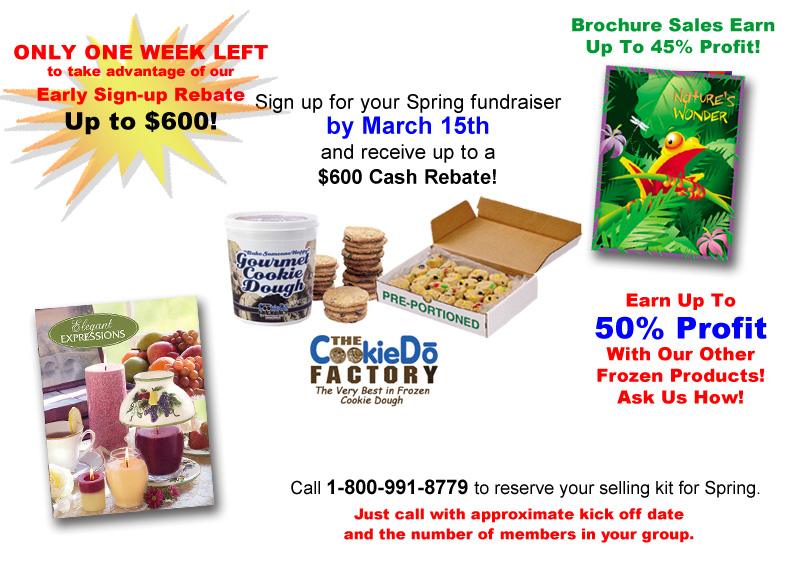 ONLY ONE WEEK LEFT
to take advantage of our
Early Sign-up Rebate
Up to $600!
Sign up for your Spring fundraiser
by March 15th
and receive up to a
$600 Cash Rebate!
Brochure Sales Earn
Up To 45% Profit!
NATURE'S
WONDER
"Bake Someone Happy"
Gourmet
Cookie
Dough
CookieDō
PRE-PORTIONED
THE
CookieDō
FACTORY
The Very Best in Frozen
Cookie Dough
Elegant
EXPRESSIONS
Earn Up To
50% Profit
With Our Other
Frozen Products!
Ask Us How!
Call 1-800-991-8779 to reserve your selling kit for Spring.
Just call with approximate kick off date
and the number of members in your group.